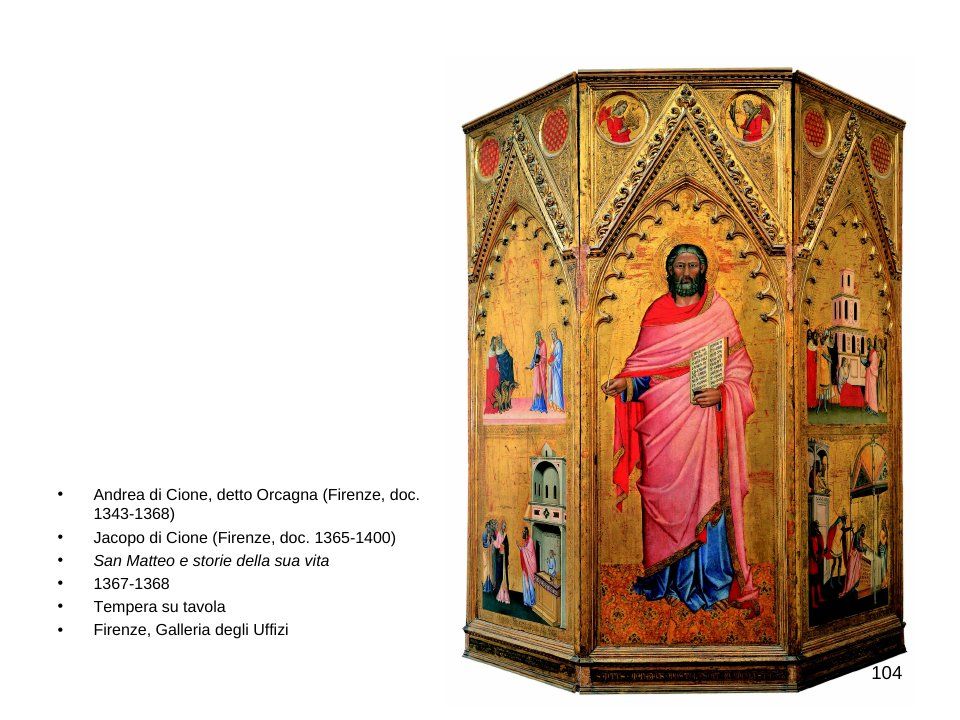 • Andrea di Cione, detto Orcagna (Firenze, doc.
1343-1368)
• Jacopo di Cione (Firenze, doc. 1365-1400)
• San Matteo e storie della sua vita
• 1367-1368
• Tempera su tavola
• Firenze, Galleria degli Uffizi
104